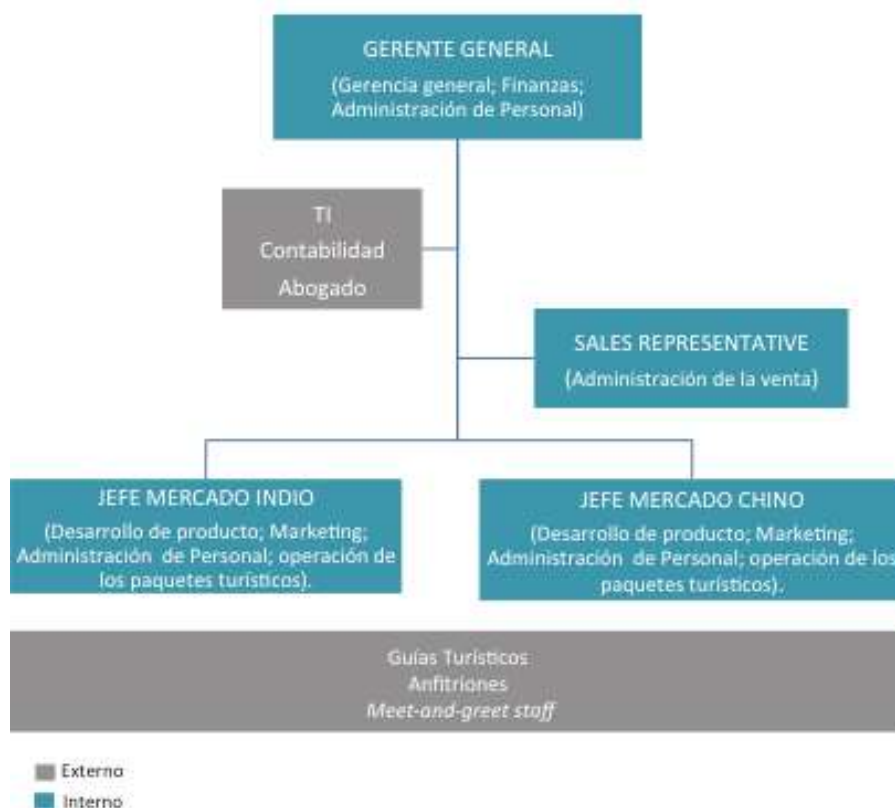 GERENTE GENERAL
(Gerencia general; Finanzas;
Administración de Personal)
TI
Contabilidad
Abogado
SALES REPRESENTATIVE
(Administración de la venta)
JEFE MERCADO INDIO
(Desarrollo de producto; Marketing;
Administración de Personal; operación de
los paquetes turísticos).
JEFE MERCADO CHINO
(Desarrollo de producto; Marketing;
Administración de Personal; operación de los
paquetes turísticos).
Guías Turísticos
Anfitriones
Meet-and-greet staff
Externo
Interno